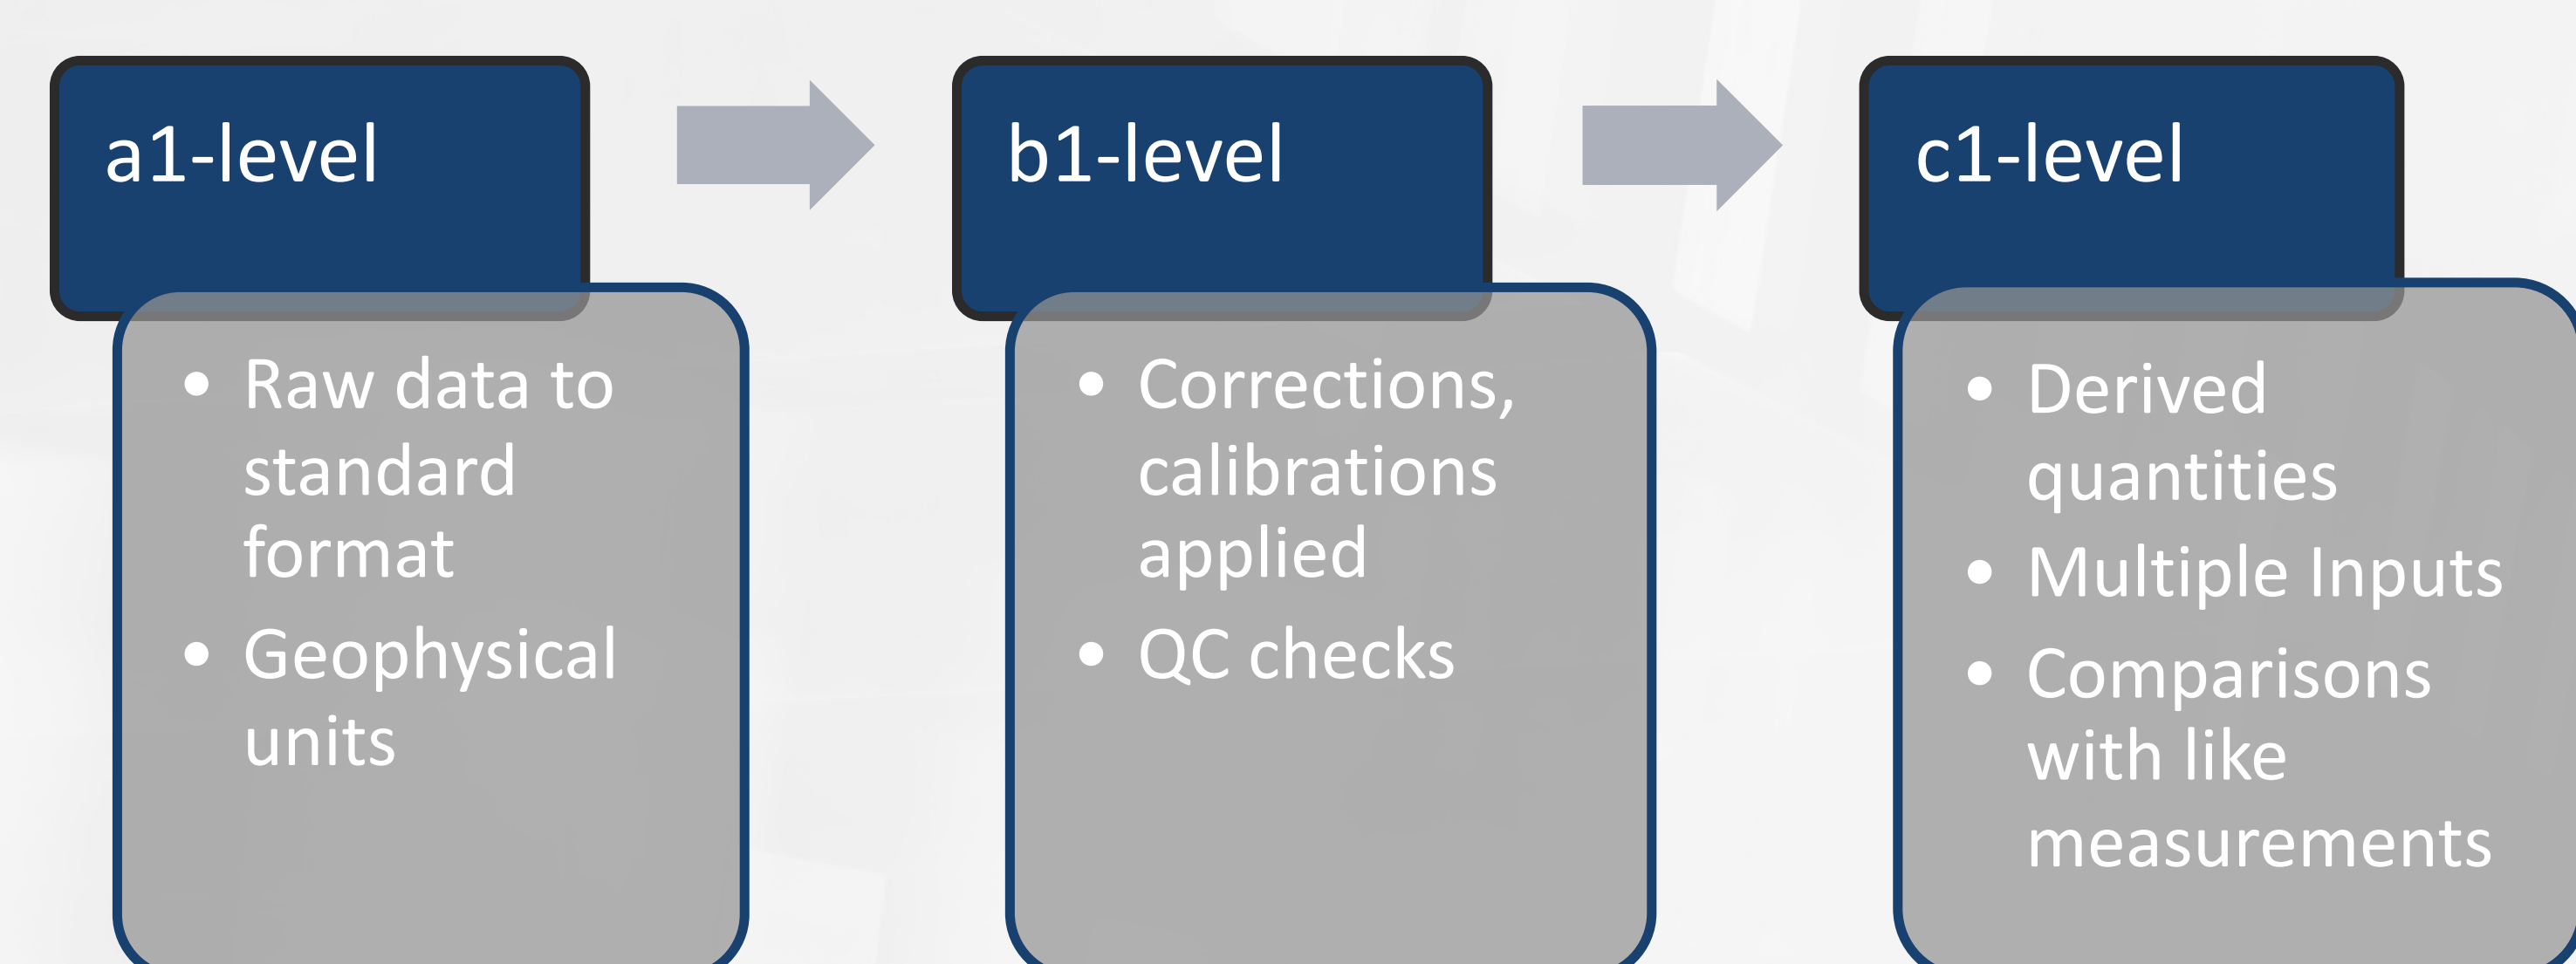 a1-level
• Raw data to
standard
format
• Geophysical
units
b1-level
• Corrections,
calibrations
applied
• QC checks
c1-level
• Derived
quantities
• Multiple Inputs
• Comparisons
with like
measurements